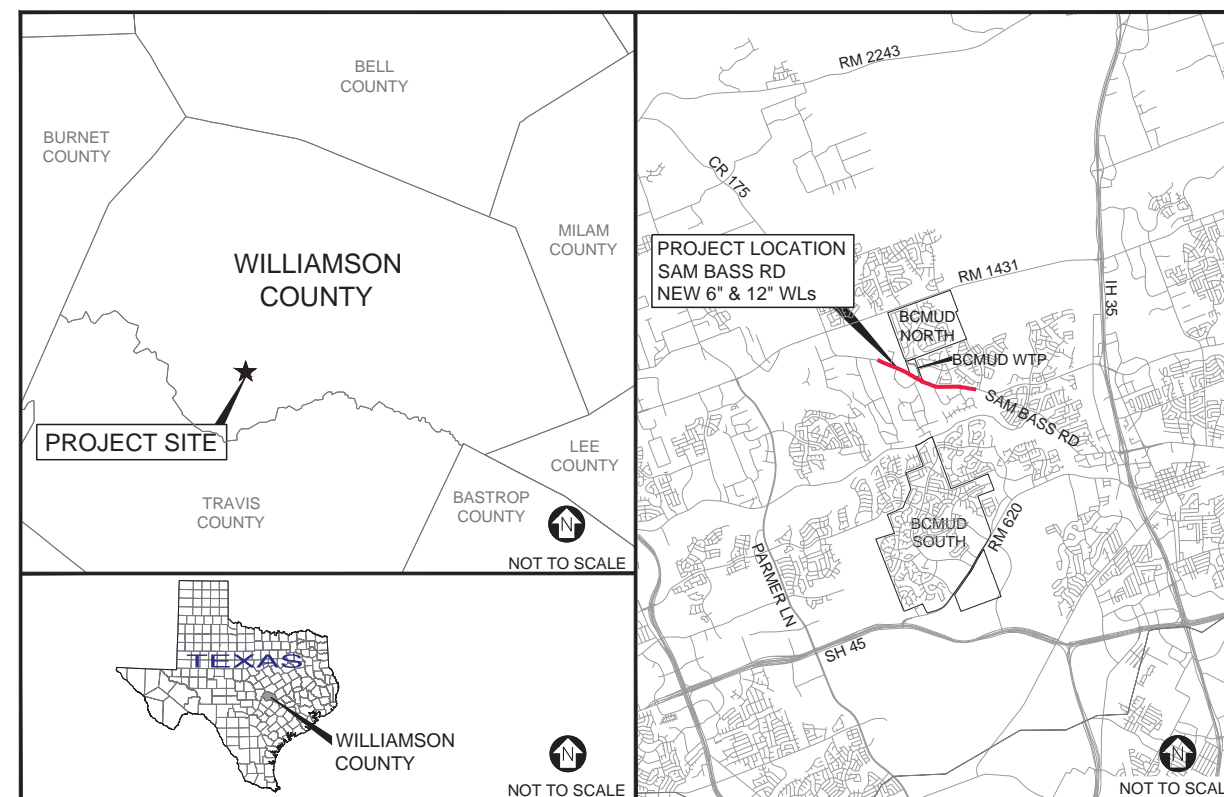 BELL
COUNTY
BURNET
COUNTY
MILAM
COUNTY
WILLIAMSON
COUNTY
PROJECT SITE
LEE
COUNTY
TRAVIS
COUNTY
BASTROP
COUNTY
N
NOT TO SCALE
TEXAS
WILLIAMSON
COUNTY
N
NOT TO SCALE
RM 2243
CR 175
PROJECT LOCATION
SAM BASS RD
NEW 6" & 12" WLs
RM 1431
IH 35
BCMUD
NORTH
BCMUD WTP
SAM BASS RD
BCMUD
SOUTH
RM 620
PARMER LN
SH 45
N
NOT TO SCAL